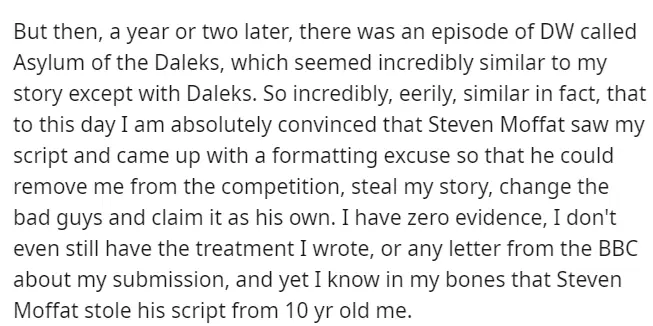 But then, a year or two later, there was an episode of DW called
Asylum of the Daleks, which seemed incredibly similar to my
story except with Daleks. So incredibly, eerily, similar in fact, that
to this day I am absolutely convinced that Steven Moffat saw my
script and came up with a formatting excuse so that he could
remove me from the competition, steal my story, change the
bad guys and claim it as his own. I have zero evidence, I don't
even still have the treatment I wrote, or any letter from the BBC
about my submission, and yet I know in my bones that Steven
Moffat stole his script from 10 yr old me.